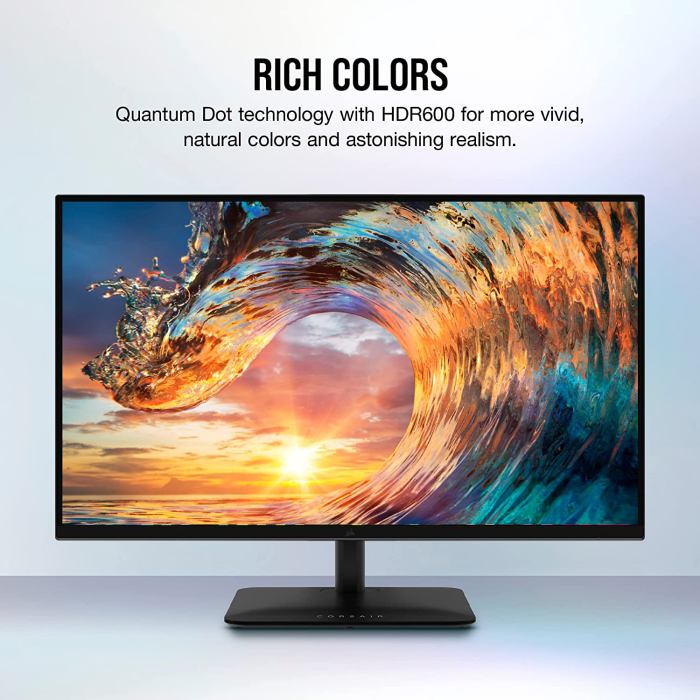 RICH COLORS
Quantum Dot technology with HDR600 for more vivid,
natural colors and astonishing realism.
CORSAIR